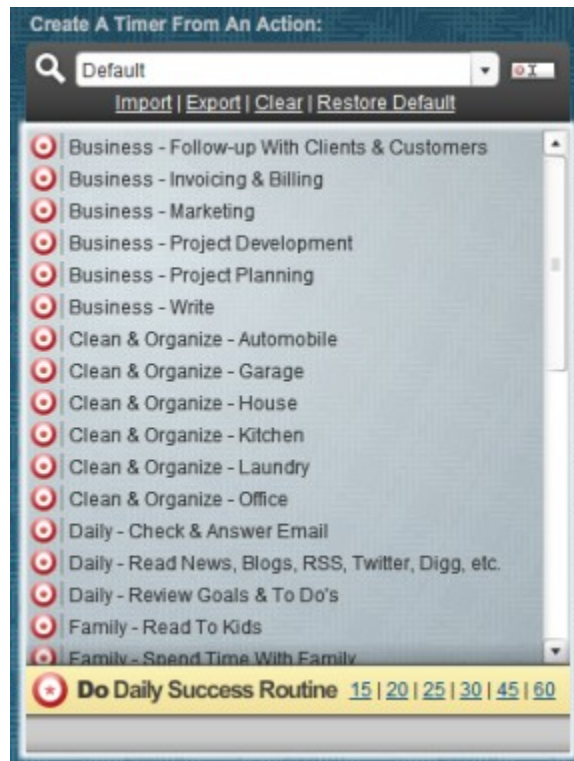 Create A Timer From An Action:
Default
Import | Export | Clear | Restore Default
Business - Follow-up With Clients & Customers
Business - Invoicing & Billing
Business - Marketing
Business - Project Development
Business - Project Planning
Business - Write
Clean & Organize - Automobile
Clean & Organize - Garage
Clean & Organize - House
Clean & Organize - Kitchen
Clean & Organize - Laundry
Clean & Organize - Office
Daily - Check & Answer Email
Daily - Read News, Blogs, RSS, Twitter, Digg, etc.
Daily - Review Goals & To Do's
Family - Read To Kids
Family - Spend Time With Family
Do Daily Success Routine 15 | 20 | 25 | 30 | 45 | 60